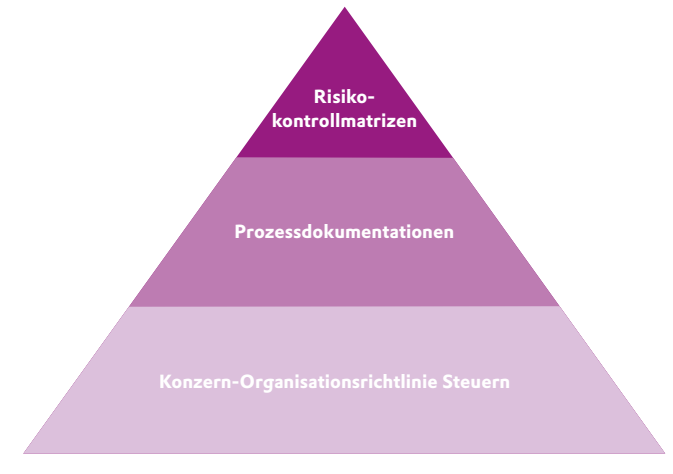 Risiko-
kontrollmatrizen
Prozessdokumentationen
Konzern-Organisationsrichtlinie Steuern